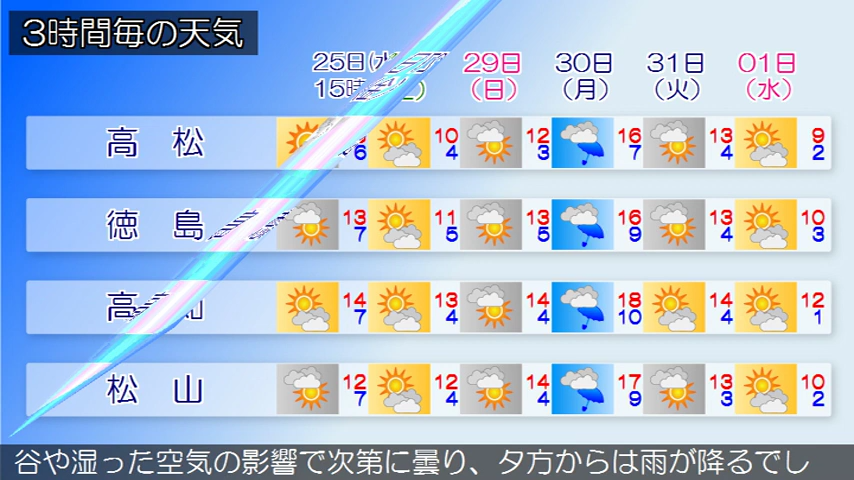 3時間毎の天気
25日(水 29日 30日 31日 01日
15時 (日) (月) (火) (水)
高 松 6 10 4 12 3 16 7 13 4 9 2
徳 島 13 7 11 5 13 5 16 9 13 4 10 3
高 14 7 13 4 14 4 18 10 14 4 12 1
松 山 12 7 12 4 14 4 17 9 13 3 10 2
谷や湿った空気の影響で次第に曇り、夕方からは雨が降るでし